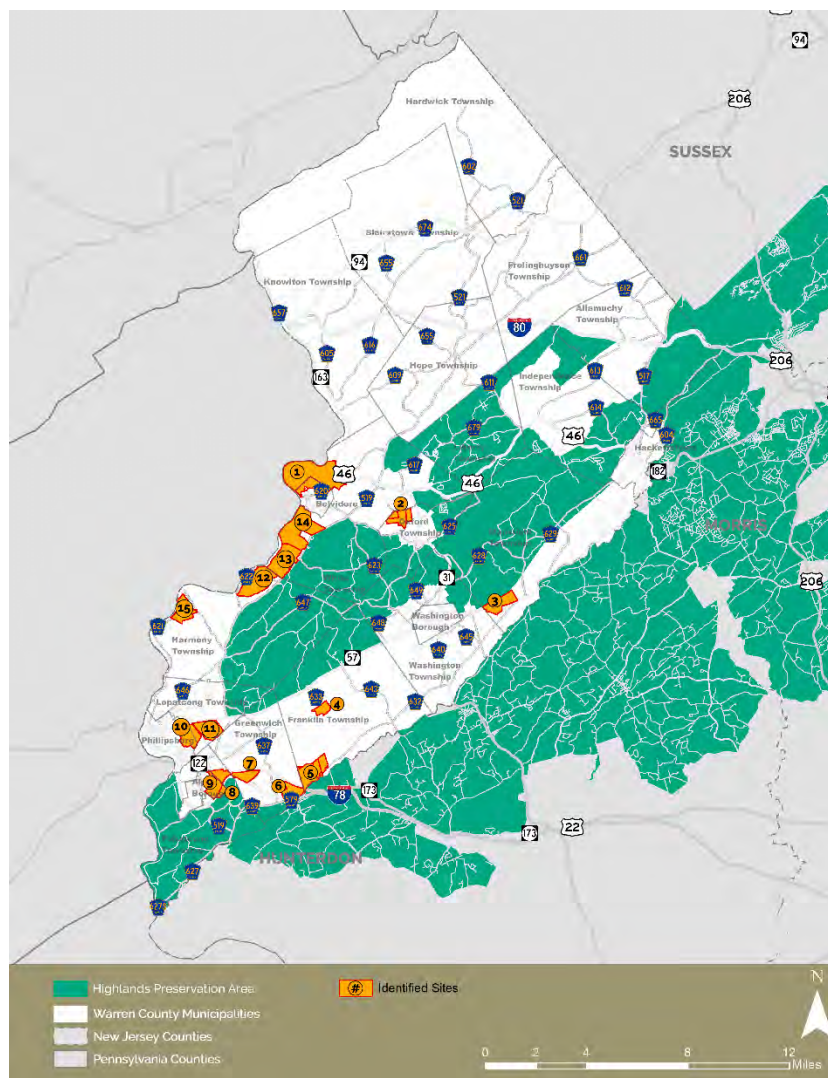 94
206
SUSSEX
Hardwick Township
602
521
674
Blairstown Township
94
655
Frelinghuysen
Township
661
Knowlton Township
612
521
Allamuchy
Township
657
80
655
616
605
206
Hope Township
163
609
611
613
517
Independence
Township
614
665
679
46
604
182
617
1
46
46
620
519
2
Belvidere
MORRIS
14
625
Township
629
628
13
623
206
12
622
31
649
647
3
15
621
Washington
Borough
648
645
Harmony
Township
640
57
Washington
Township
646
642
633
632
4
Lopatcong Township
Franklin Township
Greenwich
Township
10
11
Phillipsburg
637
122
7
5
9
6
8
78
173
639
579
22
173
519
HUNTERDON
627
Highlands Preservation Area
Warren County Municipalities
New Jersey Counties
Pennsylvania Counties
# Identified Sites
N
0 2 4 8 12
Miles